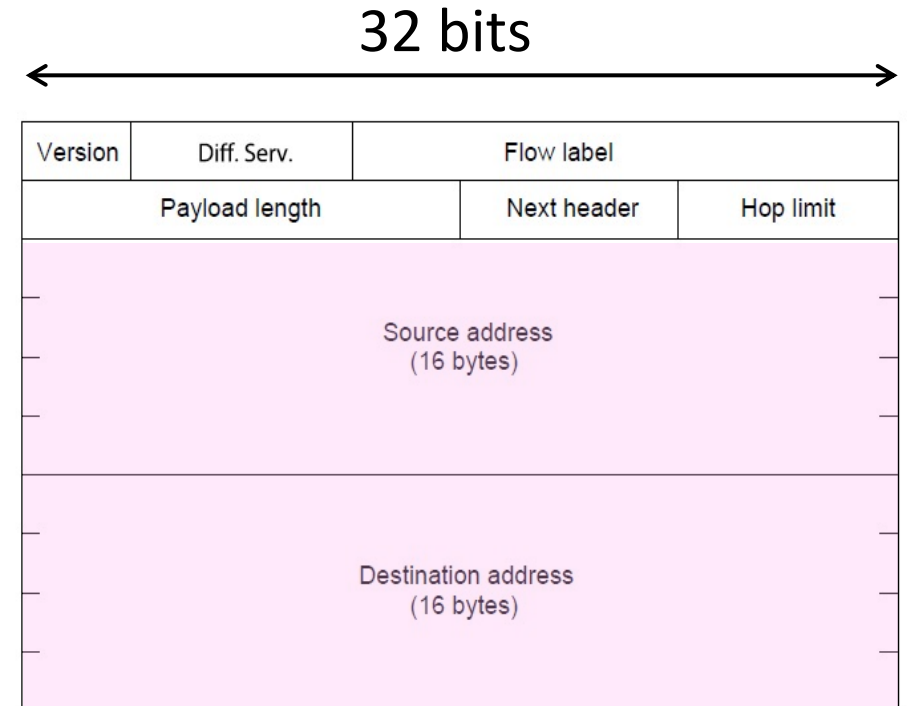 32 bits
Version Diff. Serv. Flow label
Payload length Next header Hop limit
Source address
(16 bytes)
Destination address
(16 bytes)